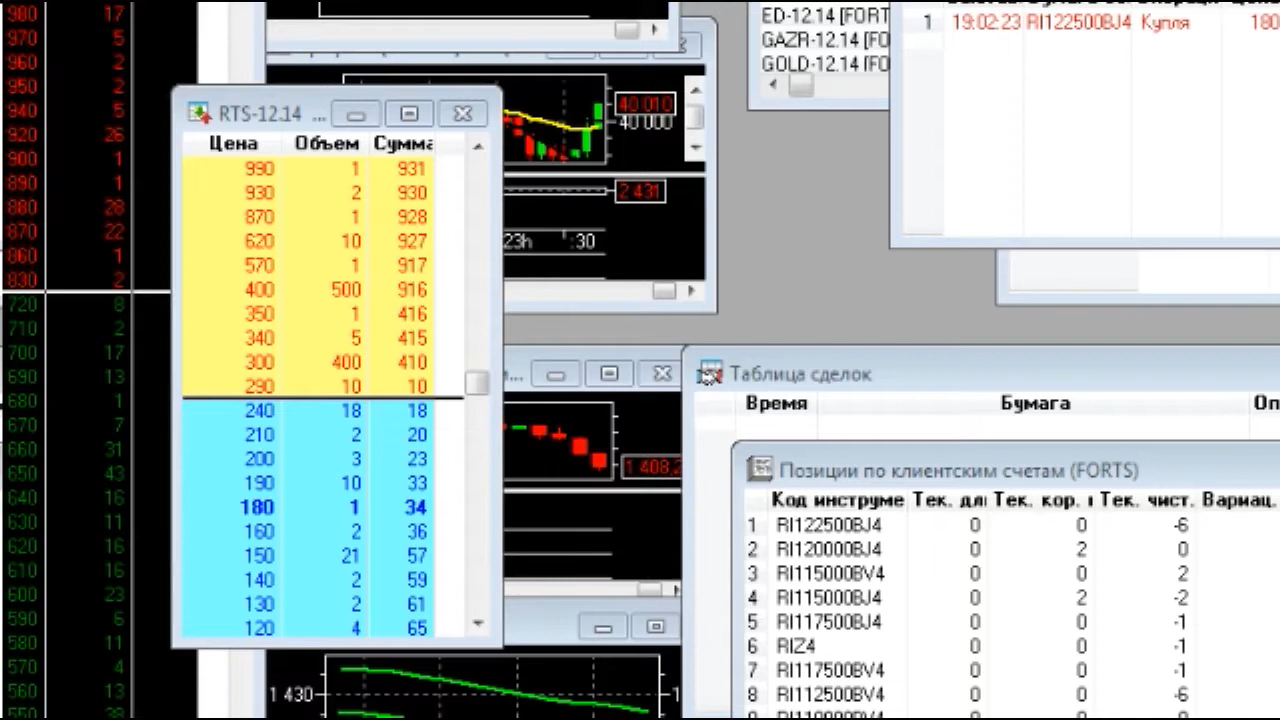 980 17
970 5
960 2
950 2
940 5
920 26
900 1
890 1
880 28
870 22
860 1
830 2
720 8
710 2
700 17
690 13
680 1
670 7
660 31
650 43
640 16
630 11
620 16
610 16
600 23
590 6
580 11
570 4
560 13
550 38
RTS-12.14 ...
Цена Объем Сумма
990 1 931
930 2 930
870 1 928
620 10 927
570 1 917
400 500 916
350 1 416
340 5 415
300 400 410
290 10 10
240 18 18
210 2 20
200 3 23
190 10 33
180 1 34
160 2 36
150 21 57
140 2 59
130 2 61
120 4 65
40 010
40 000
2 431
23h :30
1 408,2
1 430
ED-12.14 [FORT
GAZR-12.14 [FO
GOLD-12.14 [FO
1 19:02:23 RI122500BJ4 Купля 180
Таблица сделок
Время Бумага Оп
Позиции по клиентским счетам (FORTS)
Код инструме Тек. дли Тек. кор. Тек. чист. Вариац.
1 RI122500BJ4 0 0 -6
2 RI120000BJ4 0 2 0
3 RI115000BV4 0 0 2
4 RI115000BJ4 0 2 -2
5 RI117500BJ4 0 0 -1
6 RIZ4 0 0 -1
7 RI117500BV4 0 0 -1
8 RI112500BV4 0 0 -6